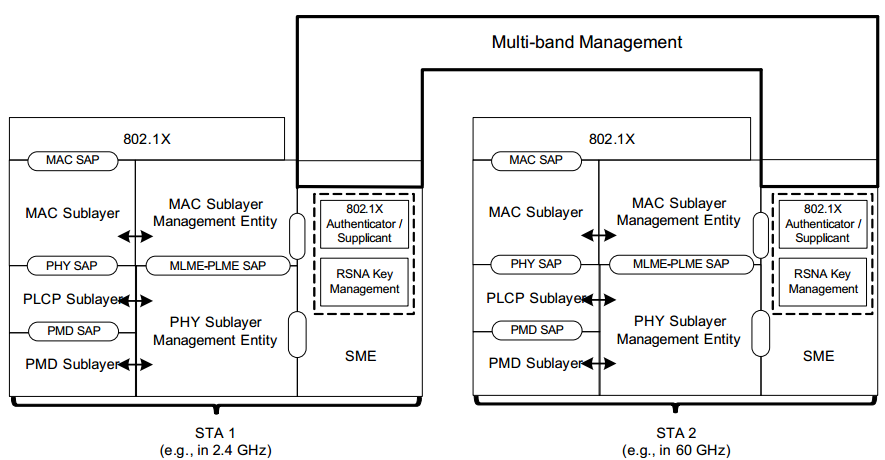 Multi-band Management
802.1X
MAC SAP
MAC Sublayer
MAC Sublayer
Management Entity
802.1X
Authenticator /
Supplicant
PHY SAP
MLME-PLME SAP
RSNA Key
Management
PLCP Sublayer
PHY Sublayer
Management Entity
PMD SAP
PMD Sublayer
SME
STA 1
(e.g., in 2.4 GHz)
802.1X
MAC SAP
MAC Sublayer
MAC Sublayer
Management Entity
802.1X
Authenticator /
Supplicant
PHY SAP
MLME-PLME SAP
RSNA Key
Management
PLCP Sublayer
PHY Sublayer
Management Entity
PMD SAP
PMD Sublayer
SME
STA 2
(e.g., in 60 GHz)